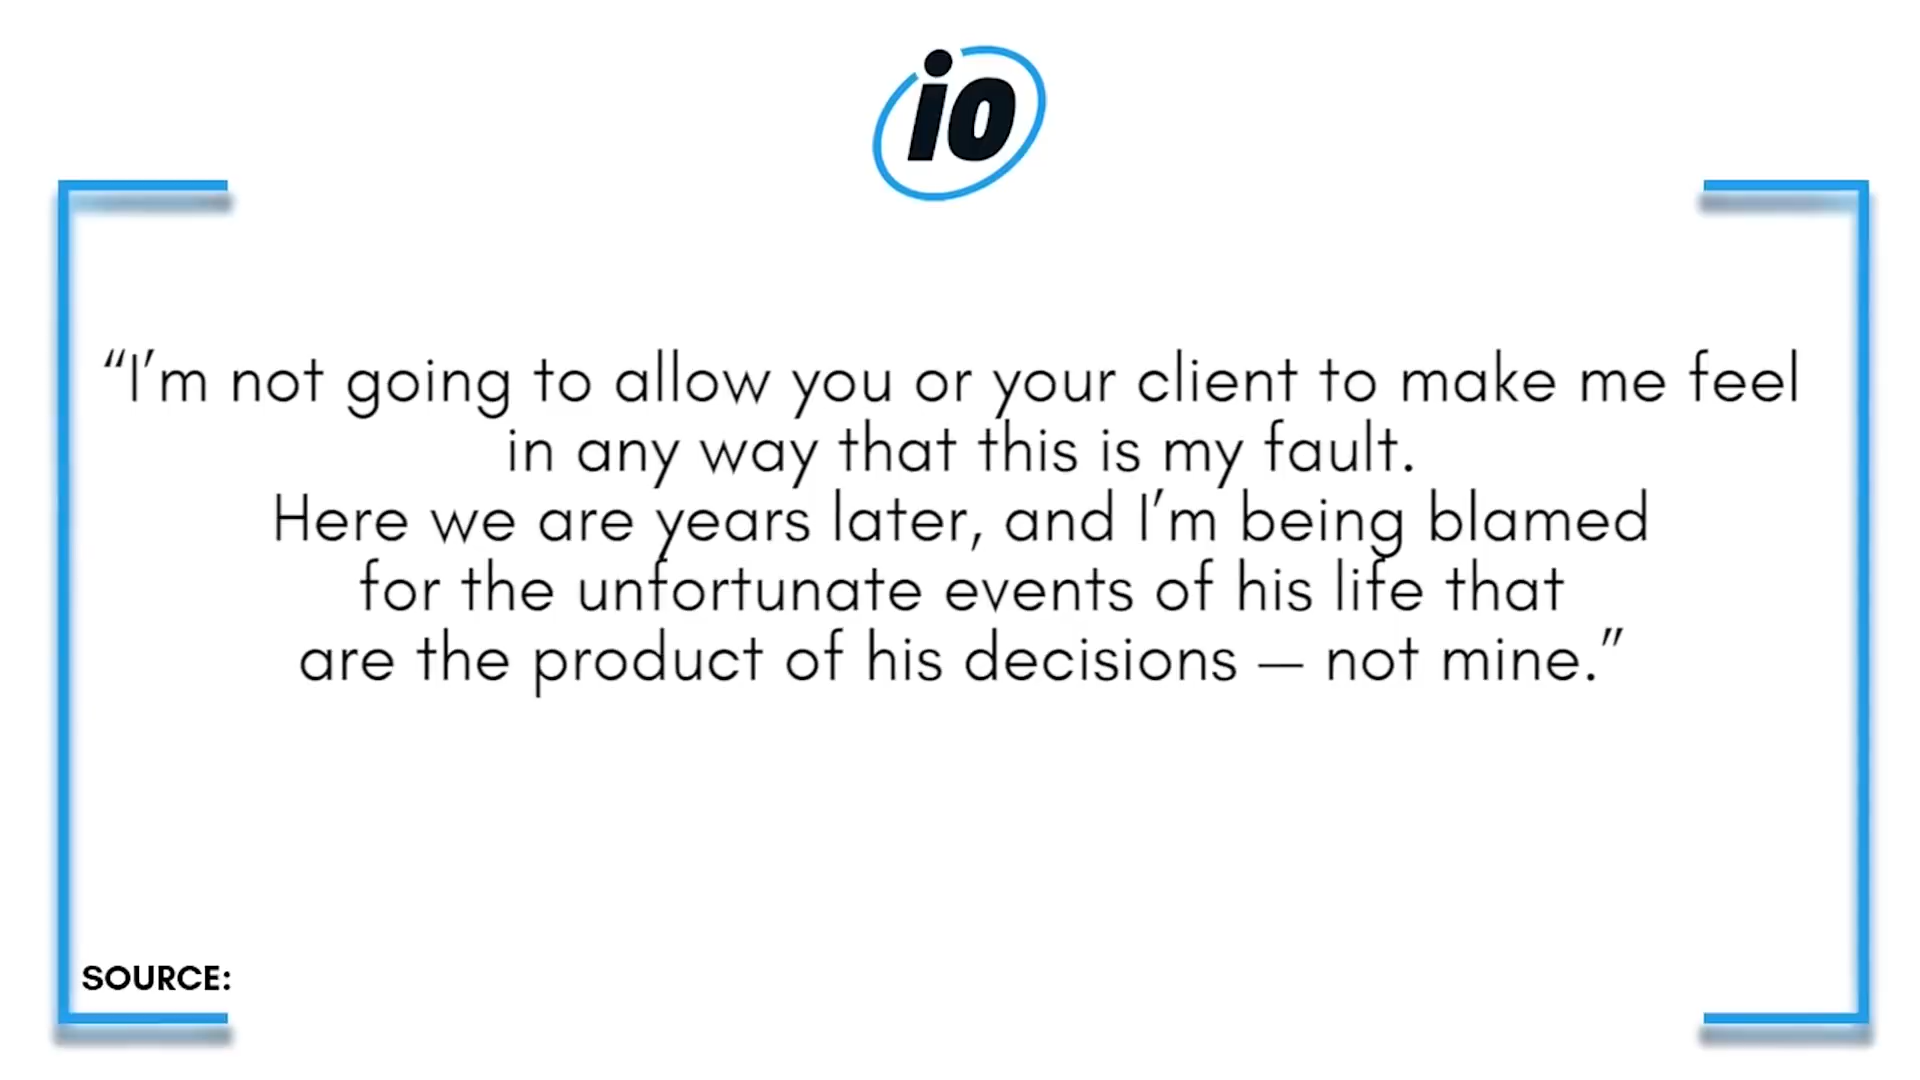 io
“I’m not going to allow you or your client to make me feel
in any way that this is my fault.
Here we are years later, and I’m being blamed
for the unfortunate events of his life that
are the product of his decisions — not mine.”
SOURCE: